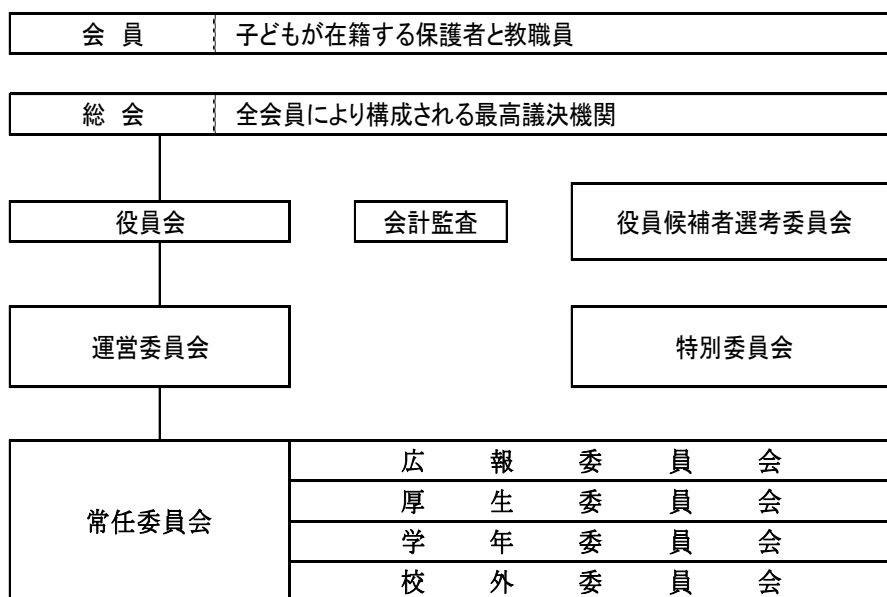 会 員 子どもが在籍する保護者と教職員
総 会 全会員により構成される最高議決機関
役員会 会計監査 役員候補者選考委員会
運営委員会 特別委員会
常任委員会
広 報 委 員 会
厚 生 委 員 会
学 年 委 員 会
校 外 委 員 会